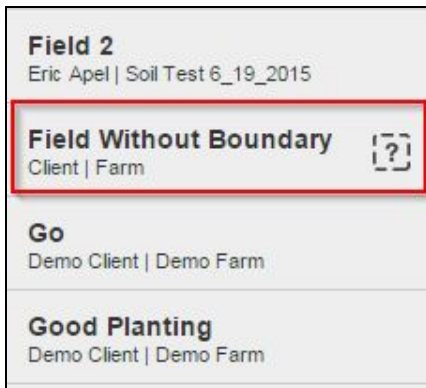 Field 2
Eric Apel | Soil Test 6_19_2015
Field Without Boundary
[?]
Client | Farm
Go
Demo Client | Demo Farm
Good Planting
Demo Client | Demo Farm